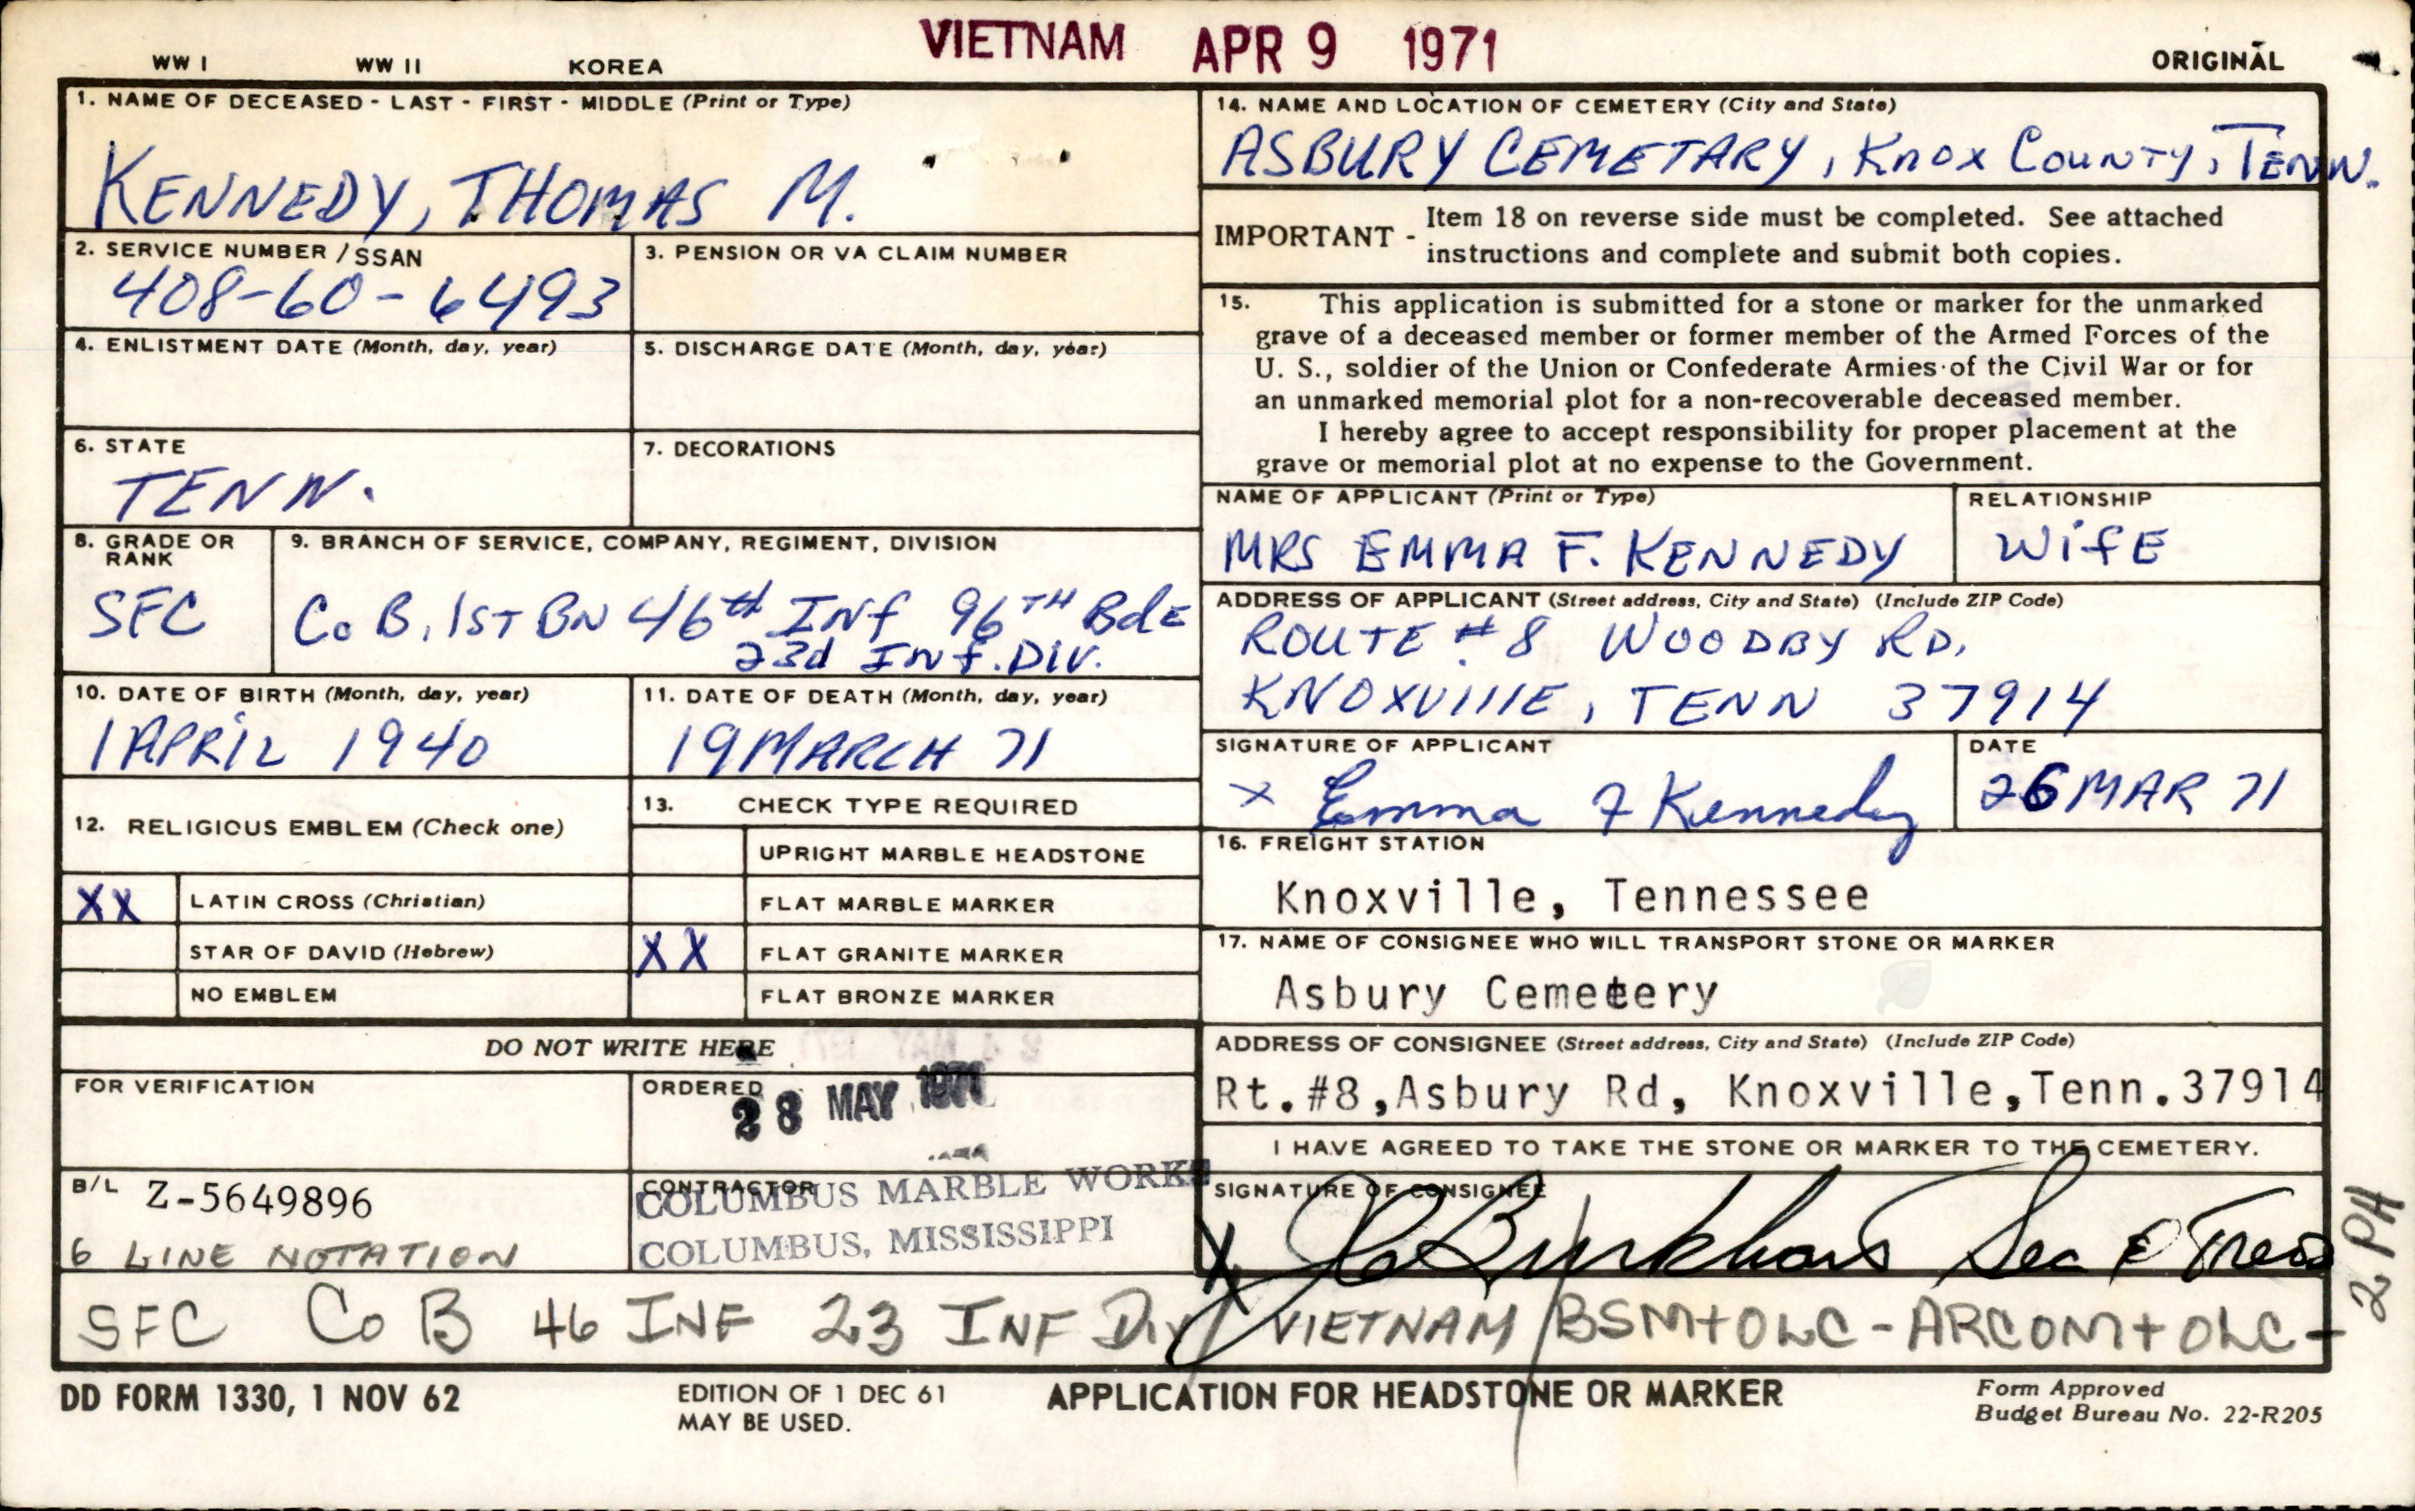 VIETNAM APR 9 1971
WW I WW II KOREA ORIGINAL
1. NAME OF DECEASED - LAST - FIRST - MIDDLE (Print or Type)
KENNEDY, THOMAS M.
2. SERVICE NUMBER / SSAN
408-60-6493
3. PENSION OR VA CLAIM NUMBER
4. ENLISTMENT DATE (Month, day, year)
5. DISCHARGE DATE (Month, day, year)
6. STATE
TENN.
7. DECORATIONS
8. GRADE OR
RANK
SFC
9. BRANCH OF SERVICE, COMPANY, REGIMENT, DIVISION
Co B, 1ST BN 46th INf 96TH BdE
23d INf. DIV.
10. DATE OF BIRTH (Month, day, year)
1 APRIL 1940
11. DATE OF DEATH (Month, day, year)
19 MARCH 71
12. RELIGIOUS EMBLEM (Check one)
XX LATIN CROSS (Christian)
STAR OF DAVID (Hebrew)
NO EMBLEM
13. CHECK TYPE REQUIRED
UPRIGHT MARBLE HEADSTONE
FLAT MARBLE MARKER
XX FLAT GRANITE MARKER
FLAT BRONZE MARKER
14. NAME AND LOCATION OF CEMETERY (City and State)
ASBURY CEMETARY, KNOX COUNTY, TENN.
IMPORTANT - Item 18 on reverse side must be completed. See attached
instructions and complete and submit both copies.
15. This application is submitted for a stone or marker for the unmarked
grave of a deceased member or former member of the Armed Forces of the
U. S., soldier of the Union or Confederate Armies of the Civil War or for
an unmarked memorial plot for a non-recoverable deceased member.
I hereby agree to accept responsibility for proper placement at the
grave or memorial plot at no expense to the Government.
NAME OF APPLICANT (Print or Type)
MRS EMMA F. KENNEDY
RELATIONSHIP
WifE
ADDRESS OF APPLICANT (Street address, City and State) (Include ZIP Code)
ROUTE #8 WOODBY RD.
KNOXVIllE, TENN 37914
SIGNATURE OF APPLICANT
x Emma F Kennedy
DATE
26 MAR 71
16. FREIGHT STATION
Knoxville, Tennessee
17. NAME OF CONSIGNEE WHO WILL TRANSPORT STONE OR MARKER
Asbury Cemetery
ADDRESS OF CONSIGNEE (Street address, City and State) (Include ZIP Code)
Rt.#8,Asbury Rd, Knoxville,Tenn.37914
I HAVE AGREED TO TAKE THE STONE OR MARKER TO THE CEMETERY.
SIGNATURE OF CONSIGNEE
X Burkhart Sec & Treas
DO NOT WRITE HERE
FOR VERIFICATION
ORDERED
28 MAY 1971
B/L Z-5649896
6 LINE NOTATION
CONTRACTOR
COLUMBUS MARBLE WORKS
COLUMBUS, MISSISSIPPI
SFC Co B 46 INF 23 INF DIV VIETNAM BSM+OLC-ARCOM+OLC-
2 PH
DD FORM 1330, 1 NOV 62
EDITION OF 1 DEC 61
MAY BE USED.
APPLICATION FOR HEADSTONE OR MARKER
Form Approved
Budget Bureau No. 22-R205